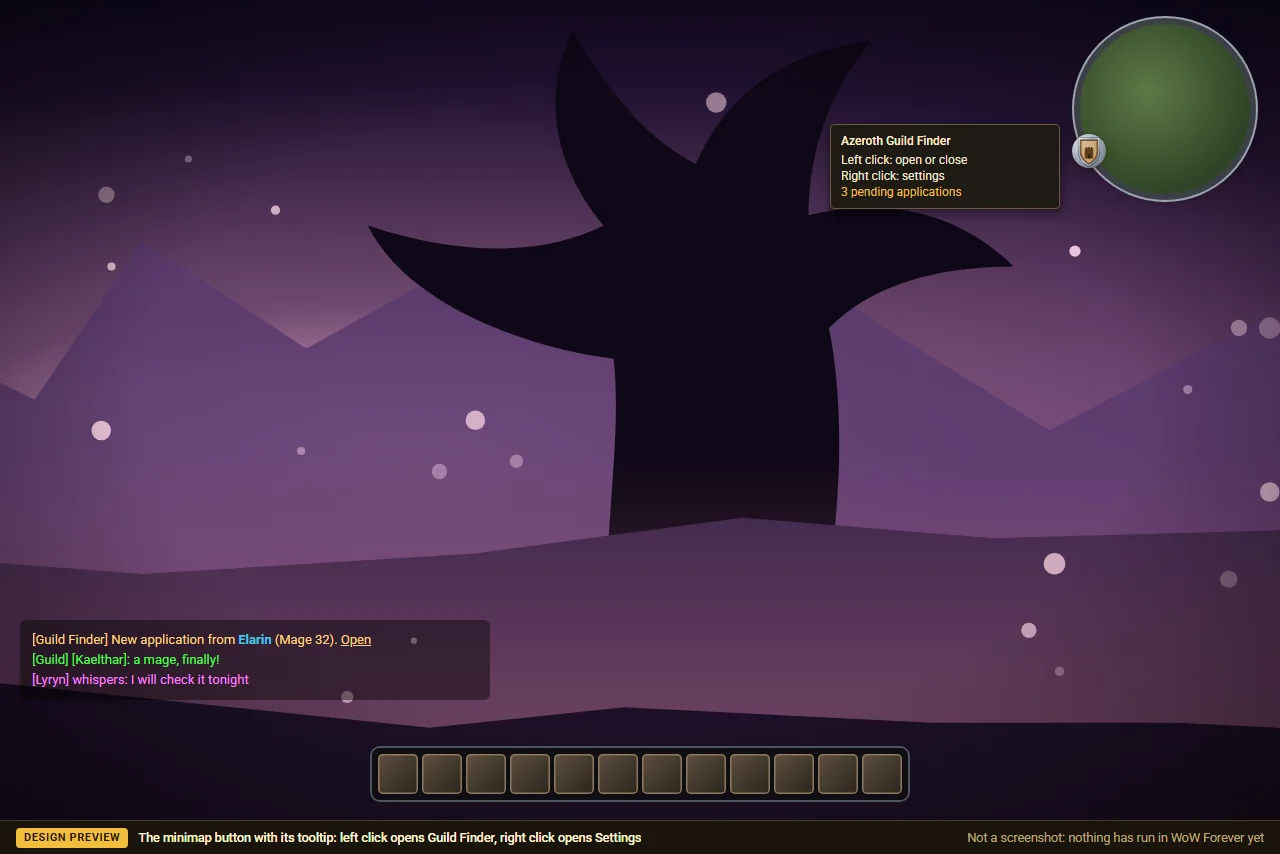 Azeroth Guild Finder
Left click: open or close
Right click: settings
3 pending applications
[Guild Finder] New application from Elarin (Mage 32). Open
[Guild] [Kaelthar]: a mage, finally!
[Lyryn] whispers: I will check it tonight
DESIGN PREVIEW The minimap button with its tooltip: left click opens Guild Finder, right click opens Settings Not a screenshot: nothing has run in WoW Forever yet